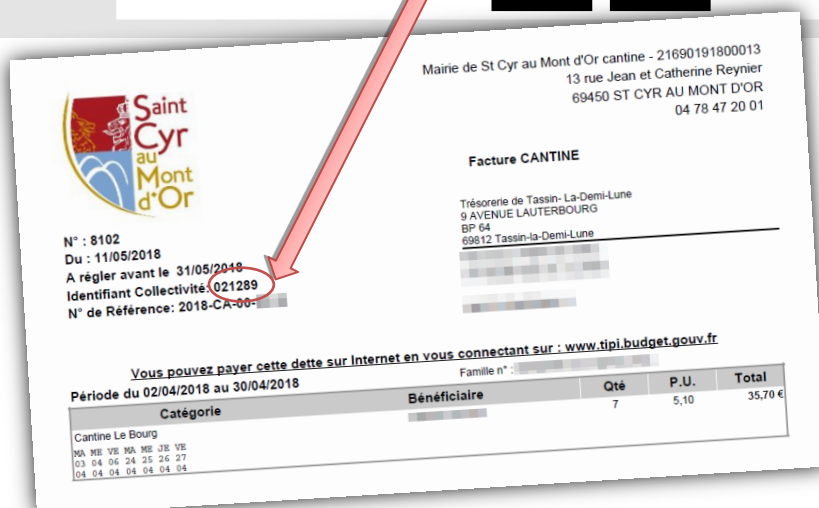 Saint
Cyr
au
Mont
d'Or
Mairie de St Cyr au Mont d'Or cantine - 21690191800013
13 rue Jean et Catherine Reynier
69450 ST CYR AU MONT D'OR
04 78 47 20 01
Facture CANTINE
Trésorerie de Tassin- La-Demi-Lune
9 AVENUE LAUTERBOURG
BP 64
69812 Tassin-la-Demi-Lune
N° : 8102
Du : 11/05/2018
A régler avant le 31/05/2018
Identifiant Collectivité: 021289
N° de Référence: 2018-CA-00-
Vous pouvez payer cette dette sur Internet en vous connectant sur : www.tipi.budget.gouv.fr
Période du 02/04/2018 au 30/04/2018
Famille n° :
Catégorie Bénéficiaire Qté P.U. Total
Cantine Le Bourg 7 5,10 35,70 €
MA ME VE MA ME JE VE
03 04 06 24 25 26 27
04 04 04 04 04 04 04